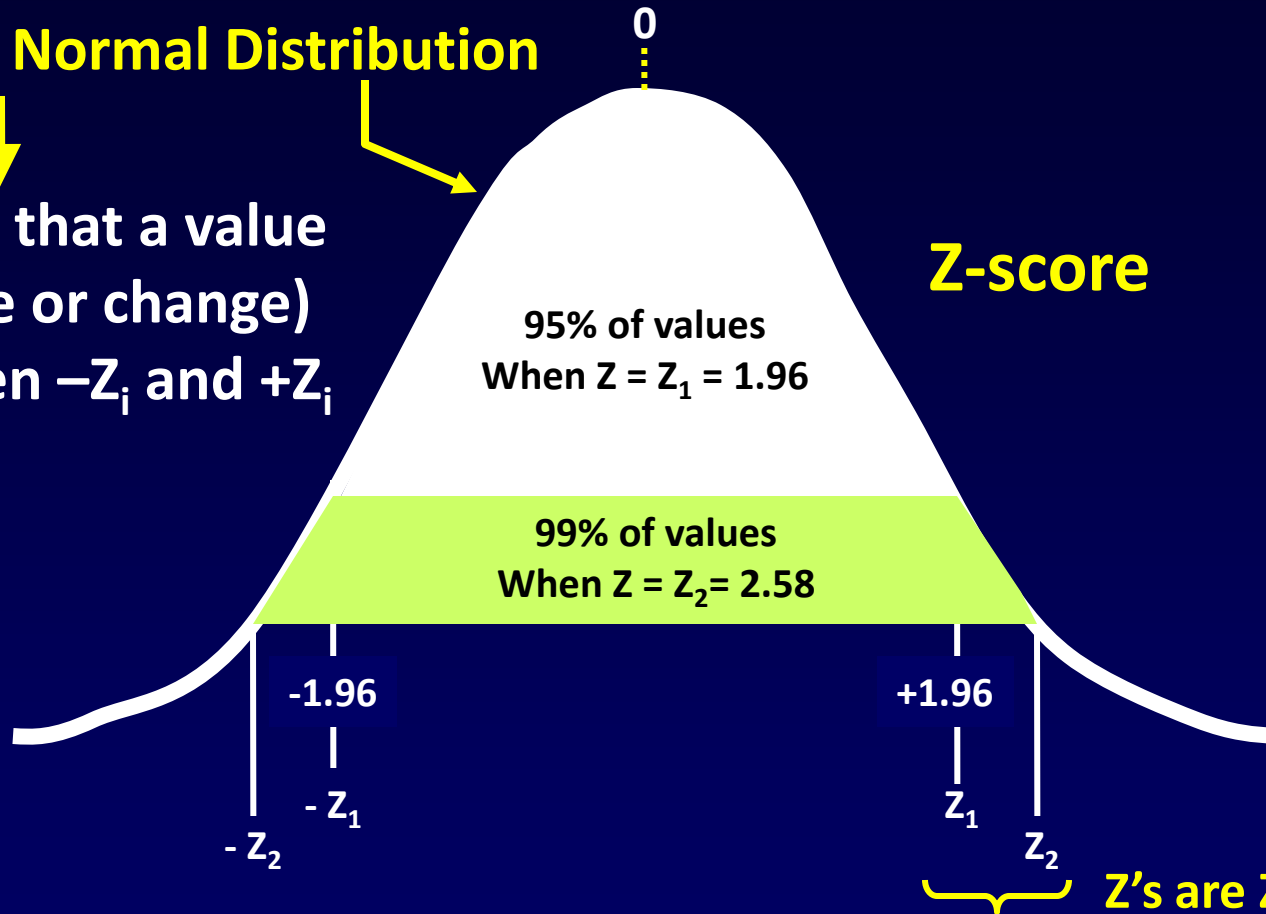 0
Normal Distribution
that a value
e or change)
en –Zᵢ and +Zᵢ
Z-score
95% of values
When Z = Z₁ = 1.96
99% of values
When Z = Z₂= 2.58
-1.96
+1.96
- Z₁
Z₁
- Z₂
Z₂
Z's are Z